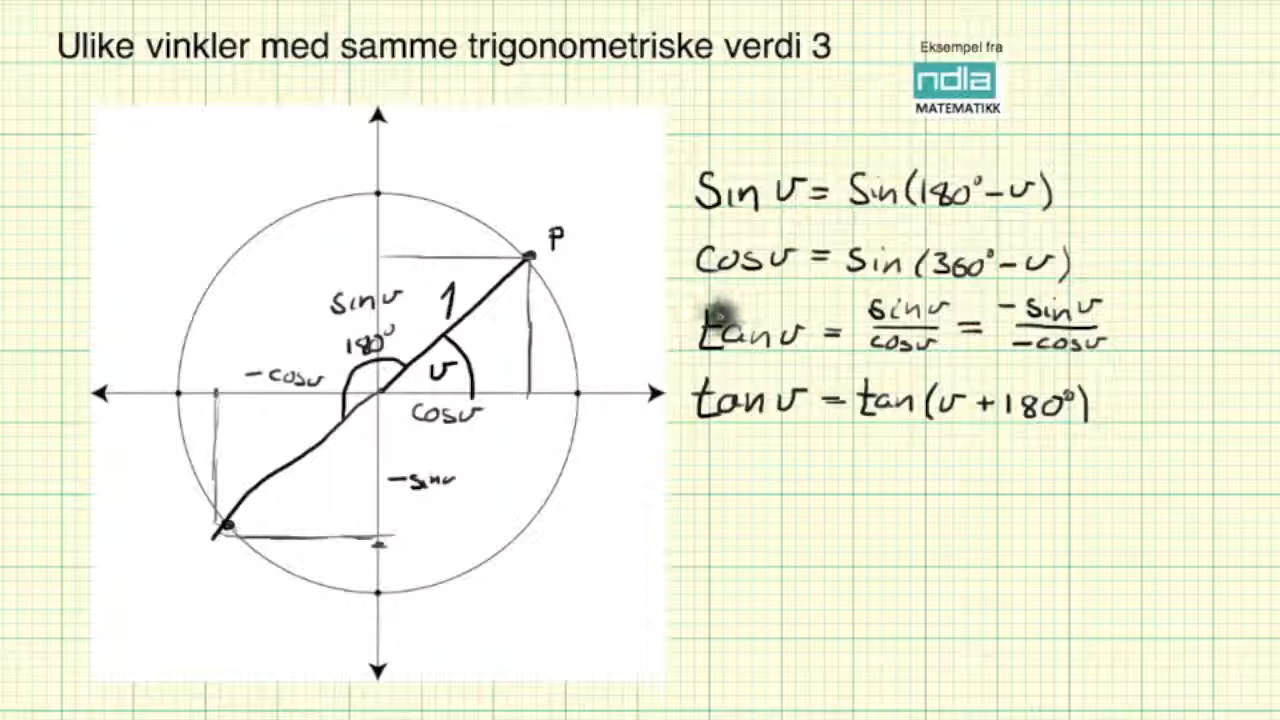 Ulike vinkler med samme trigonometriske verdi 3
Eksempel fra
ndla
MATEMATIKK
P
sin v
1
180°
v
-cos v
cos v
-sin v
Sin v = Sin(180° - v)
cos v = sin (360° - v)
tan v = sin v / cos v = -sin v / -cos v
tan v = tan (v + 180°)